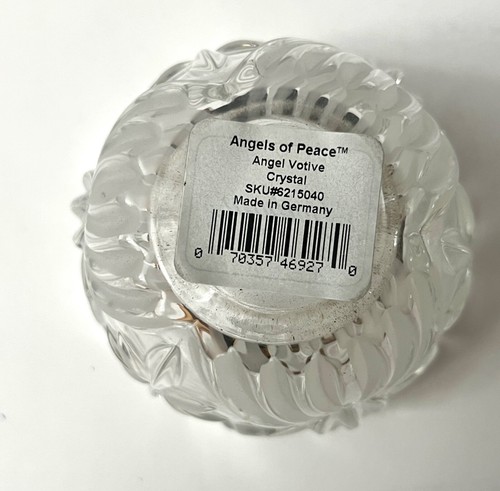 Angels of Peace™
Angel Votive
Crystal
SKU#6215040
Made in Germany
0 70357 46927 0